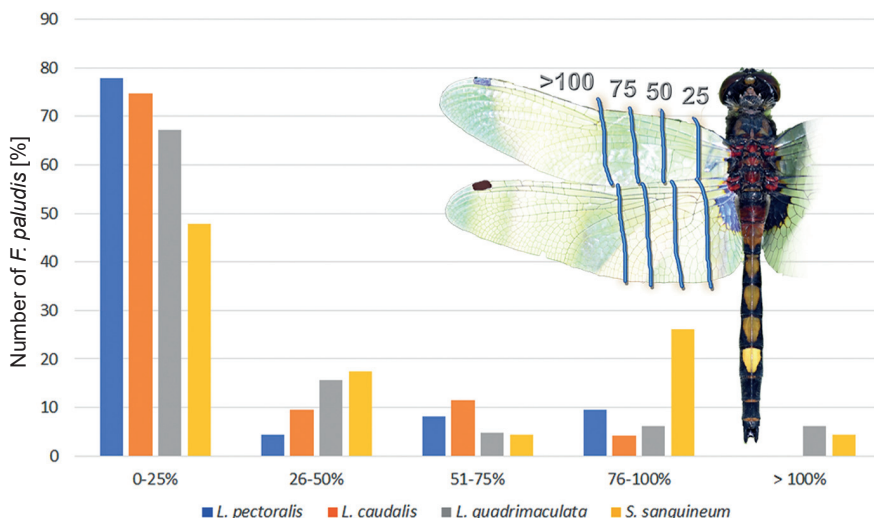 Number of F. paludis [%]
90
80
70
60
50
40
30
20
10
0
>100 75 50 25
0-25% 26-50% 51-75% 76-100% > 100%
L. pectoralis L. caudalis L. quadrimaculata S. sanguineum